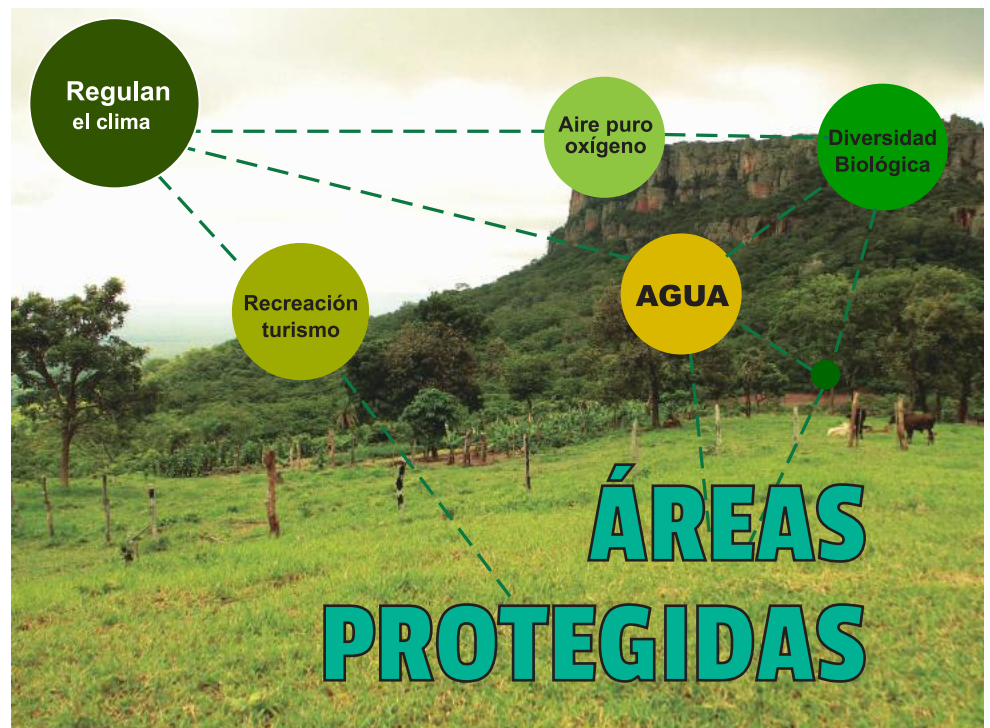 Regulan
el clima
Aire puro
oxígeno
Diversidad
Biológica
Recreación
turismo
AGUA
ÁREAS
PROTEGIDAS